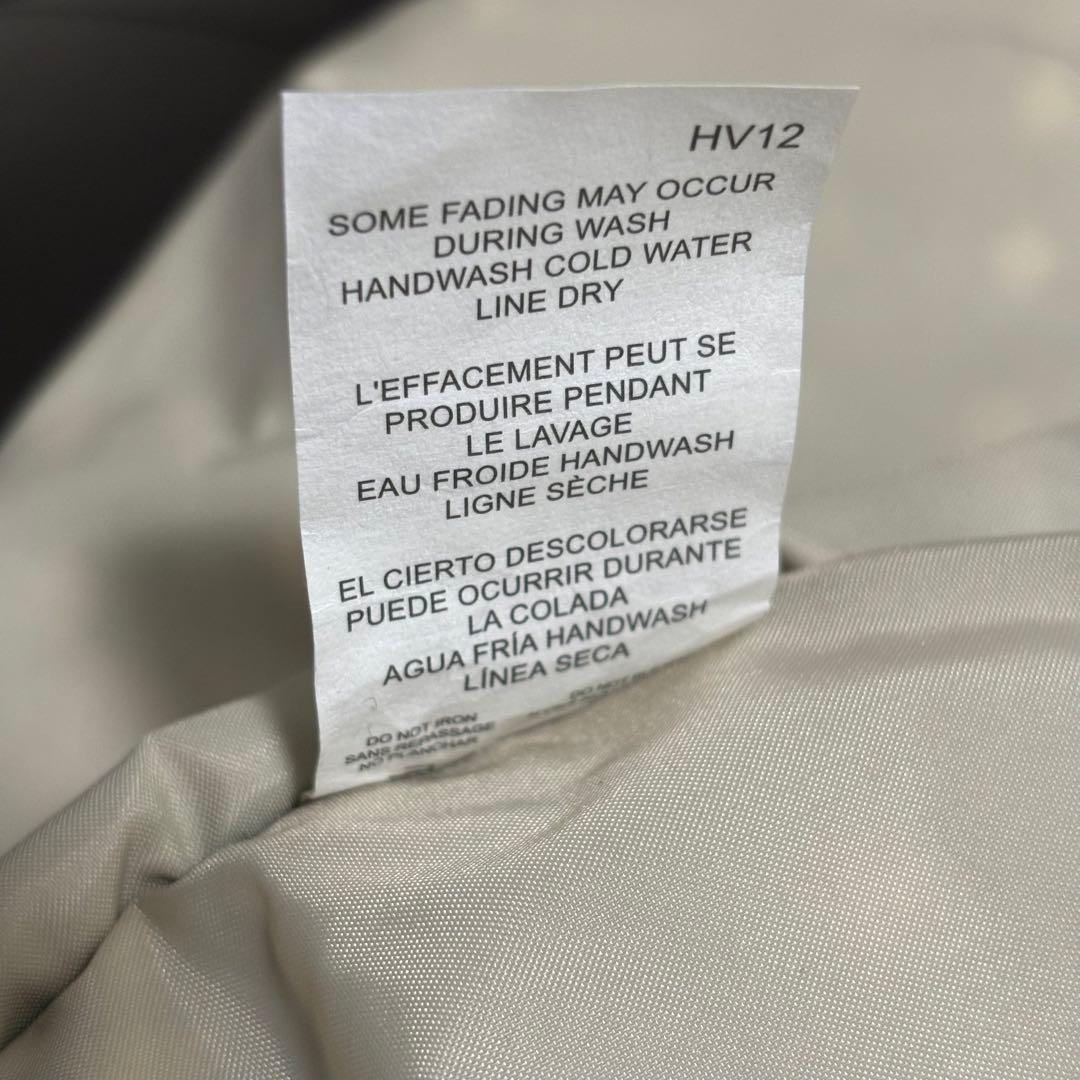 HV12
SOME FADING MAY OCCUR
DURING WASH
HANDWASH COLD WATER
LINE DRY
L'EFFACEMENT PEUT SE
PRODUIRE PENDANT
LE LAVAGE
EAU FROIDE HANDWASH
LIGNE SÈCHE
EL CIERTO DESCOLORARSE
PUEDE OCURRIR DURANTE
LA COLADA
AGUA FRÍA HANDWASH
LÍNEA SECA
DO NOT IRON
SANS REPASSAGE
NO PLANCHAR